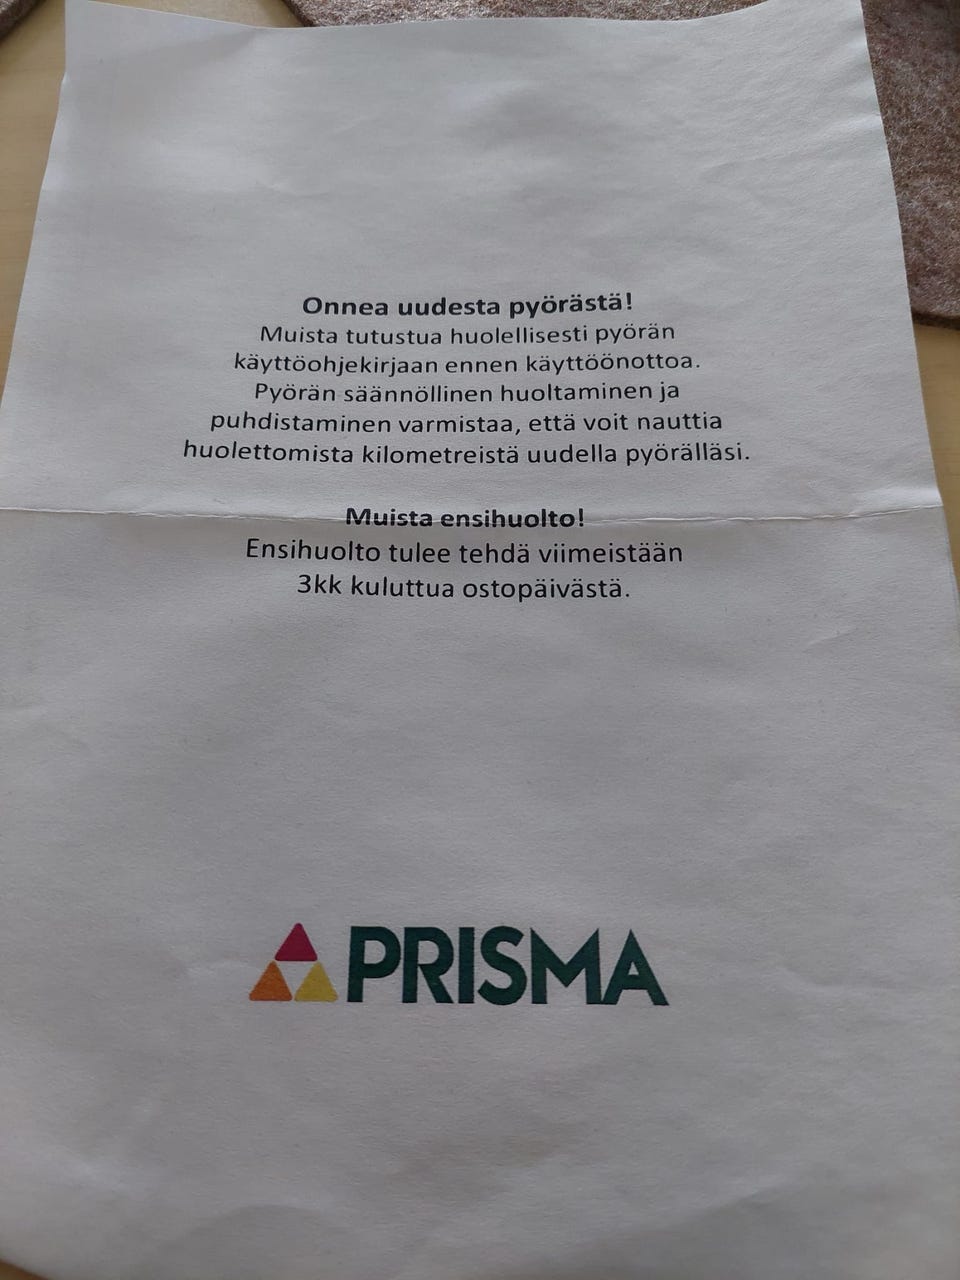 Onnea uudesta pyörästä!
Muista tutustua huolellisesti pyörän
käyttöohjekirjaan ennen käyttöönottoa.
Pyörän säännöllinen huoltaminen ja
puhdistaminen varmistaa, että voit nauttia
huolettomista kilometreistä uudella pyörälläsi.
Muista ensihuolto!
Ensihuolto tulee tehdä viimeistään
3kk kuluttua ostopäivästä.
PRISMA